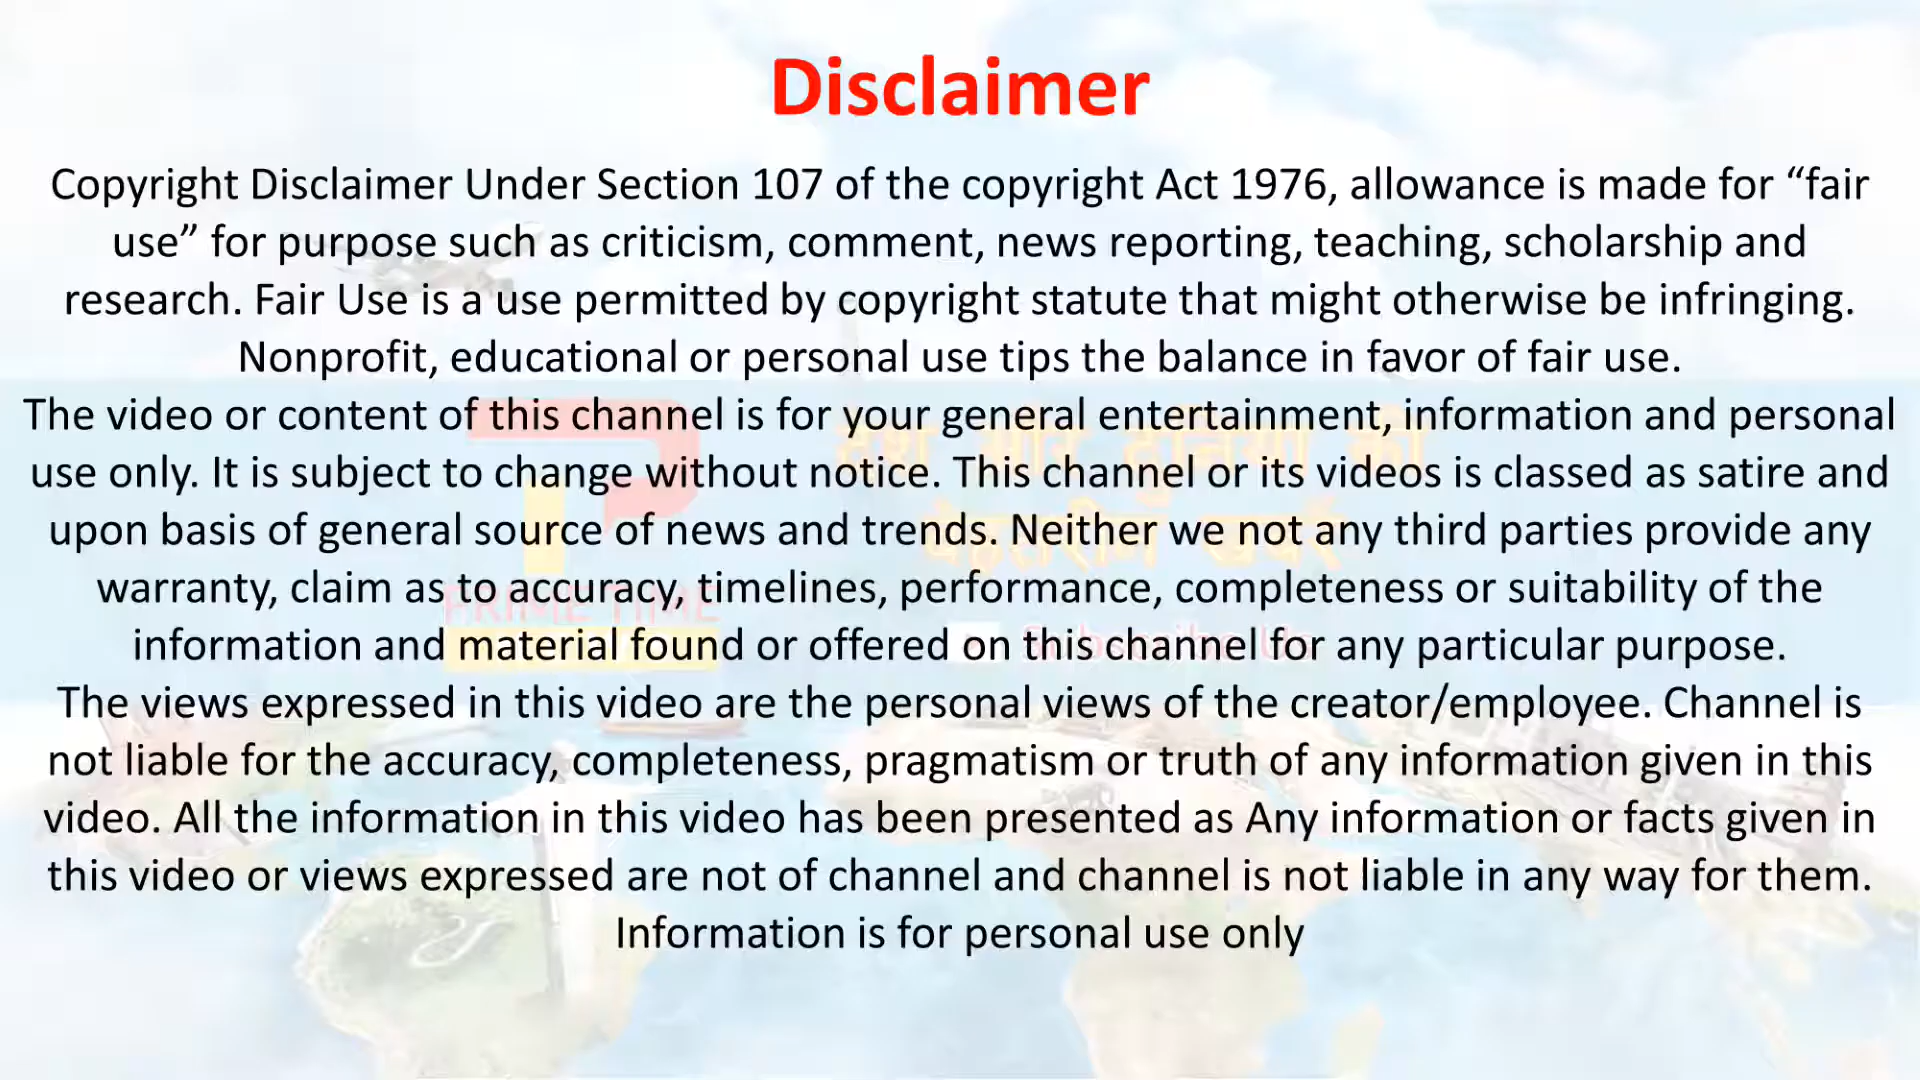 Disclaimer
Copyright Disclaimer Under Section 107 of the copyright Act 1976, allowance is made for “fair
use” for purpose such as criticism, comment, news reporting, teaching, scholarship and
research. Fair Use is a use permitted by copyright statute that might otherwise be infringing.
Nonprofit, educational or personal use tips the balance in favor of fair use.
The video or content of this channel is for your general entertainment, information and personal
use only. It is subject to change without notice. This channel or its videos is classed as satire and
upon basis of general source of news and trends. Neither we not any third parties provide any
warranty, claim as to accuracy, timelines, performance, completeness or suitability of the
information and material found or offered on this channel for any particular purpose.
The views expressed in this video are the personal views of the creator/employee. Channel is
not liable for the accuracy, completeness, pragmatism or truth of any information given in this
video. All the information in this video has been presented as Any information or facts given in
this video or views expressed are not of channel and channel is not liable in any way for them.
Information is for personal use only
देश और दुनिया की
बेहतरीन खबरें
PRIME TIME
Subscribe Us